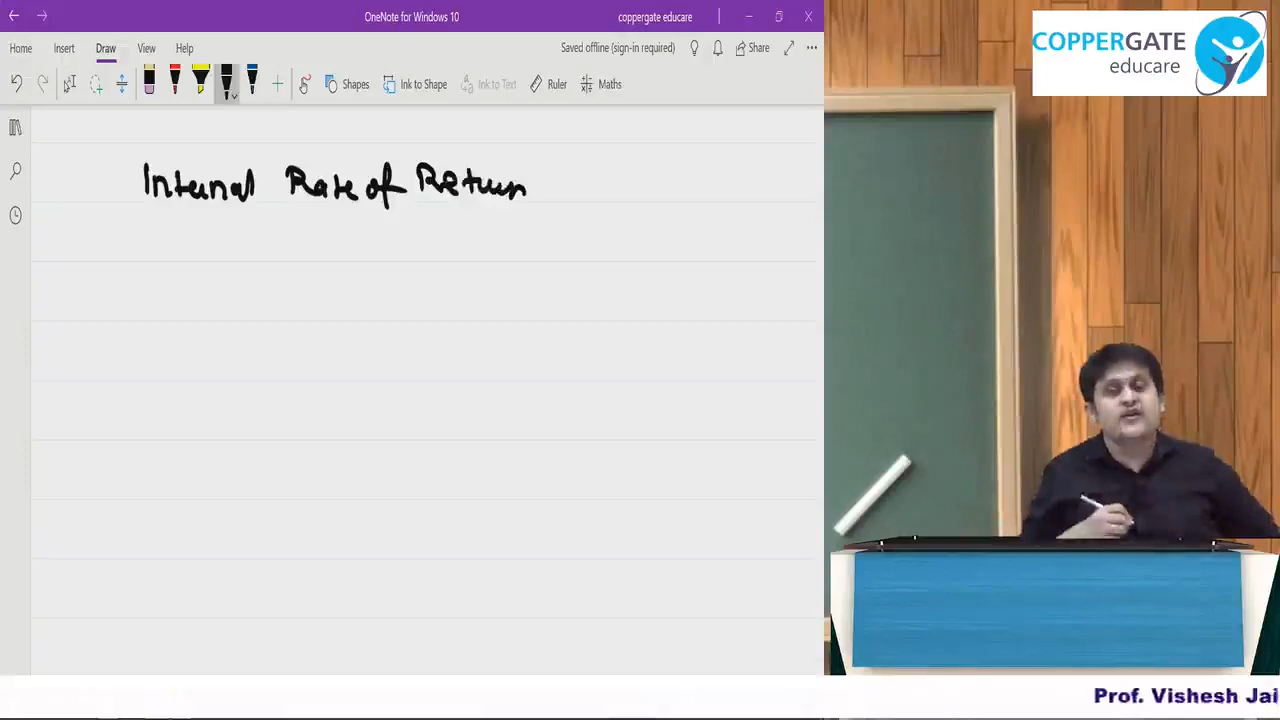 OneNote for Windows 10
coppergate educare
Home Insert Draw View Help
Saved offline (sign-in required)
Share
Shapes
Ink to Shape
Ink to Text
Ruler
Maths
Internal Rate of Return
COPPERGATE
educare
Prof. Vishesh Jai